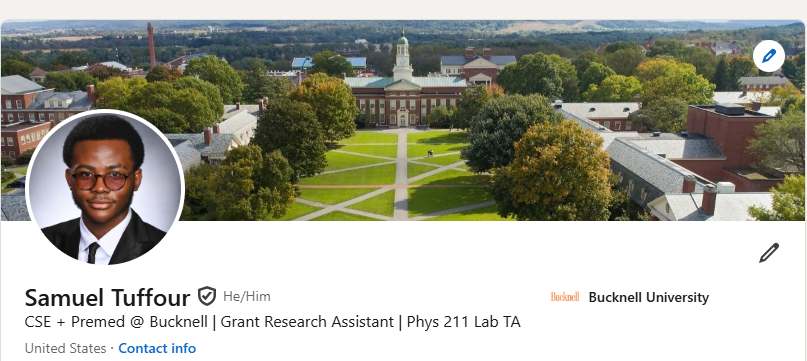 Samuel Tuffour He/Him
Bucknell Bucknell University
CSE + Premed @ Bucknell | Grant Research Assistant | Phys 211 Lab TA
United States · Contact info